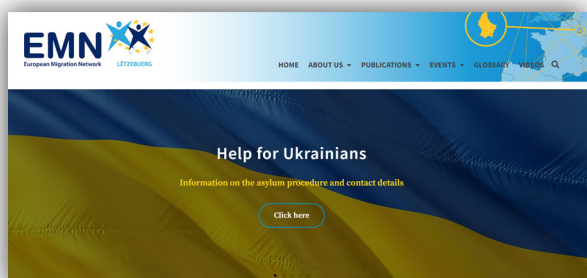 EMN
European Migration Network
LËTZEBUERG
HOME ABOUT US PUBLICATIONS EVENTS GLOSSARY VIDEOS
Help for Ukrainians
Information on the asylum procedure and contact details
Click here